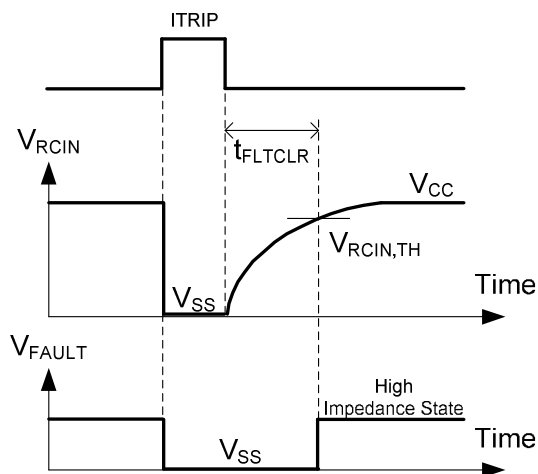 ITRIP
VRCIN
tFLTCLR
VCC
VRCIN,TH
VSS
Time
VFAULT
High
Impedance State
VSS
Time